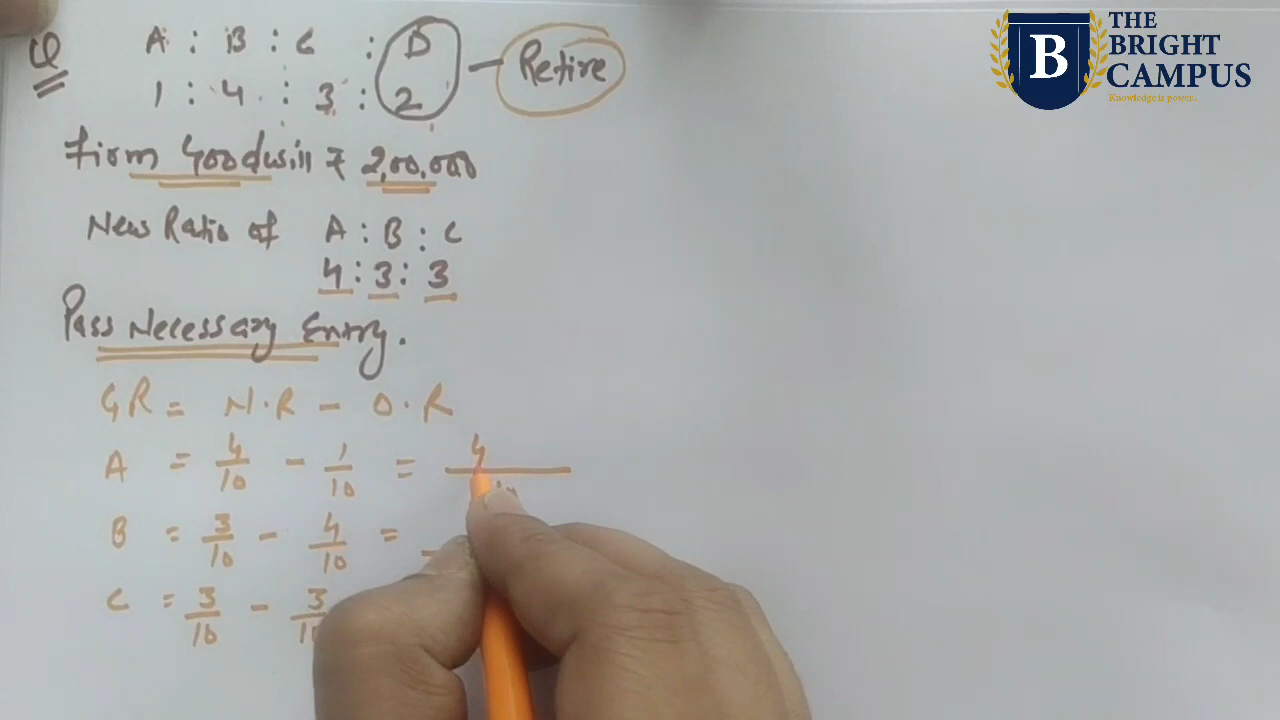 Q A : B : C : D — Retire
1 : 4 : 3 : 2
Firm Goodwill ₹ 2,00,000
New Ratio of A : B : C
4 : 3 : 3
Pass Necessary Entry.
GR = N.R - O.R
A = 4/10 - 1/10 = 4
B = 3/10 - 4/10 =
C = 3/10 - 3/10
B
THE
BRIGHT
CAMPUS
Knowledge is power.